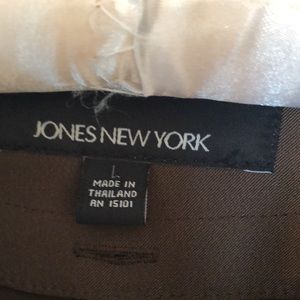 JONES NEW YORK
L
MADE IN
THAILAND
RN 15101